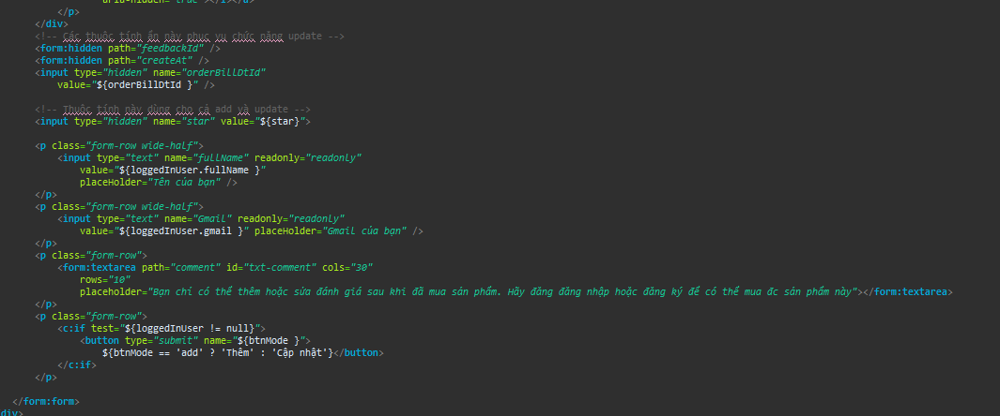 aria-hidden="true"></i></a>
</p>
</div>
<!-- Các thuộc tính ẩn này phục vụ chức năng update -->
<form:hidden path="feedbackId" />
<form:hidden path="createAt" />
<input type="hidden" name="orderBillDtId"
value="${orderBillDtId }" />
<!-- Thuộc tính này dùng cho cả add và update -->
<input type="hidden" name="star" value="${star}">
<p class="form-row wide-half">
<input type="text" name="fullName" readonly="readonly"
value="${loggedInUser.fullName }"
placeHolder="Tên của bạn" />
</p>
<p class="form-row wide-half">
<input type="text" name="Gmail" readonly="readonly"
value="${loggedInUser.gmail }" placeHolder="Gmail của bạn" />
</p>
<p class="form-row">
<form:textarea path="comment" id="txt-comment" cols="30"
rows="10"
placeholder="Bạn chỉ có thể thêm hoặc sửa đánh giá sau khi đã mua sản phẩm. Hãy đăng đăng nhập hoặc đăng ký để có thể mua đc sản phẩm này"></form:textarea>
</p>
<p class="form-row">
<c:if test="${loggedInUser != null}">
<button type="submit" name="${btnMode }">
${btnMode == 'add' ? 'Thêm' : 'Cập nhật'}</button>
</c:if>
</p>
</form:form>
div>